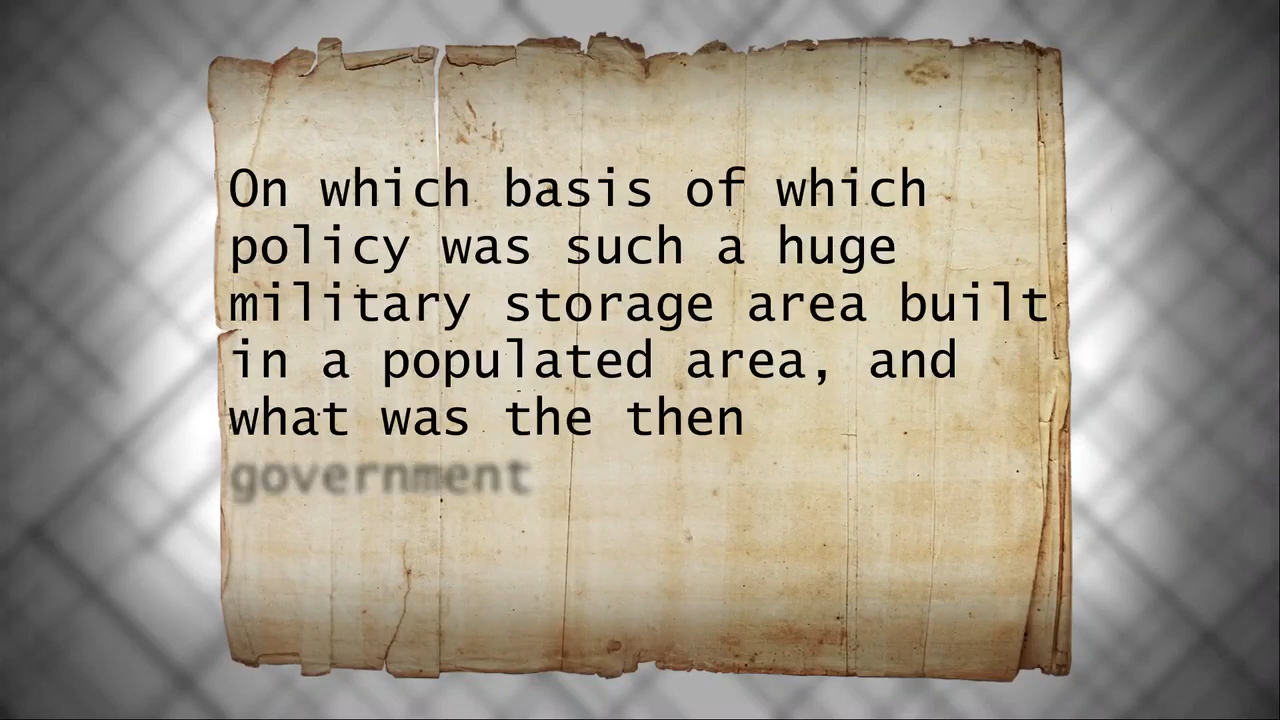 On which basis of which
policy was such a huge
military storage area built
in a populated area, and
what was the then
government